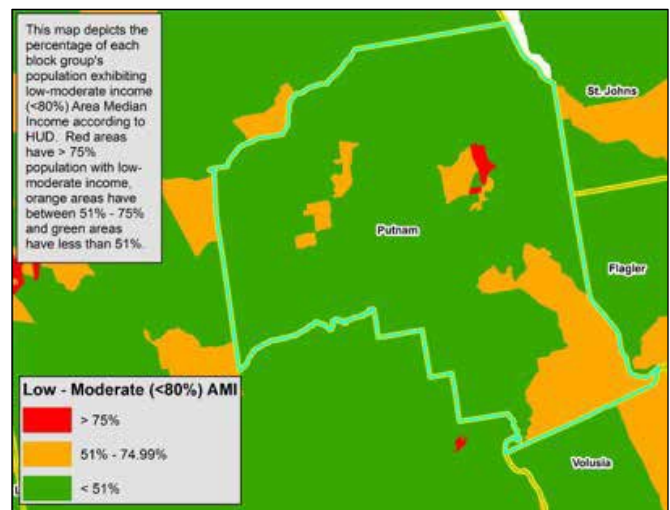 This map depicts the
percentage of each
block group's
population exhibiting
low-moderate income
(<80%) Area Median
Income according to
HUD. Red areas
have > 75%
population with low-
moderate income,
orange areas have
between 51% - 75%
and green areas
have less than 51%.
St. Johns
Putnam
Flagler
Low - Moderate (<80%) AMI
> 75%
51% - 74.99%
< 51%
Volusia